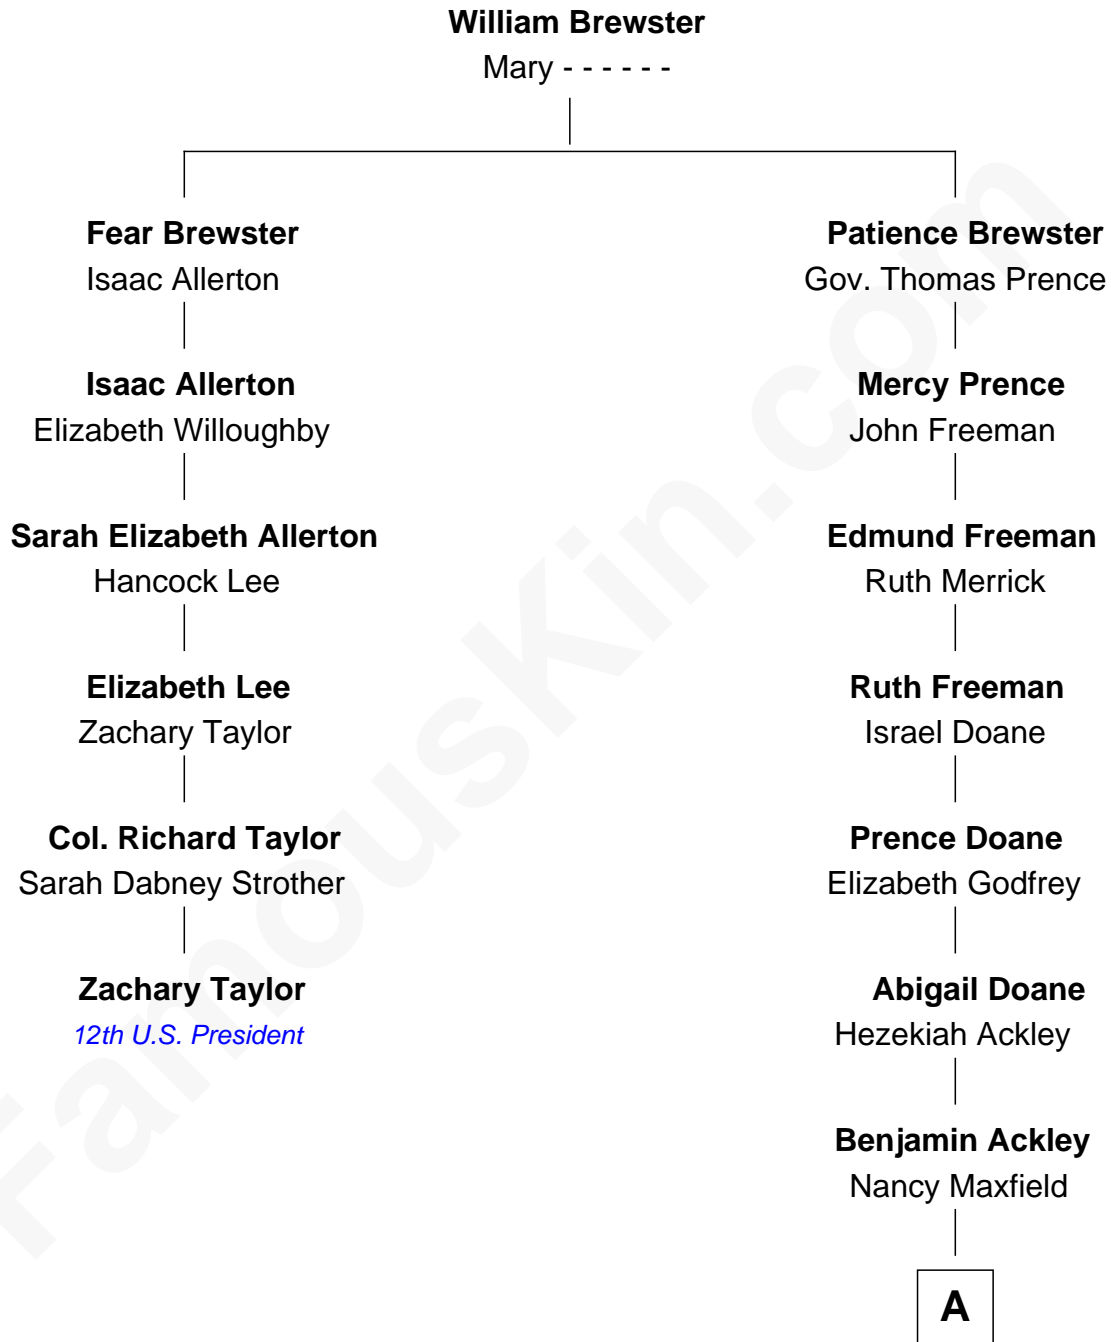 William Brewster
Mary - - - - - -
Fear Brewster
Isaac Allerton
Patience Brewster
Gov. Thomas Prence
Isaac Allerton
Elizabeth Willoughby
Mercy Prence
John Freeman
Sarah Elizabeth Allerton
Hancock Lee
Edmund Freeman
Ruth Merrick
Elizabeth Lee
Zachary Taylor
Ruth Freeman
Israel Doane
Col. Richard Taylor
Sarah Dabney Strother
Prence Doane
Elizabeth Godfrey
Zachary Taylor
12th U.S. President
Abigail Doane
Hezekiah Ackley
Benjamin Ackley
Nancy Maxfield
A
FamousKin.com